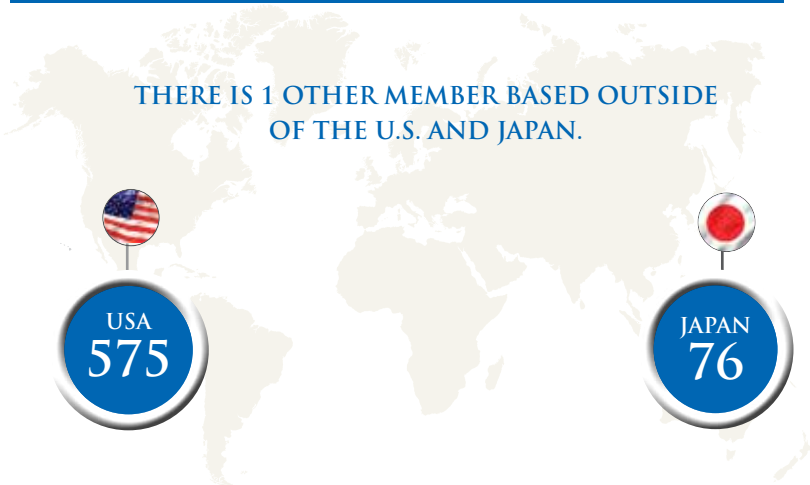 THERE IS 1 OTHER MEMBER BASED OUTSIDE
OF THE U.S. AND JAPAN.
USA
575
JAPAN
76